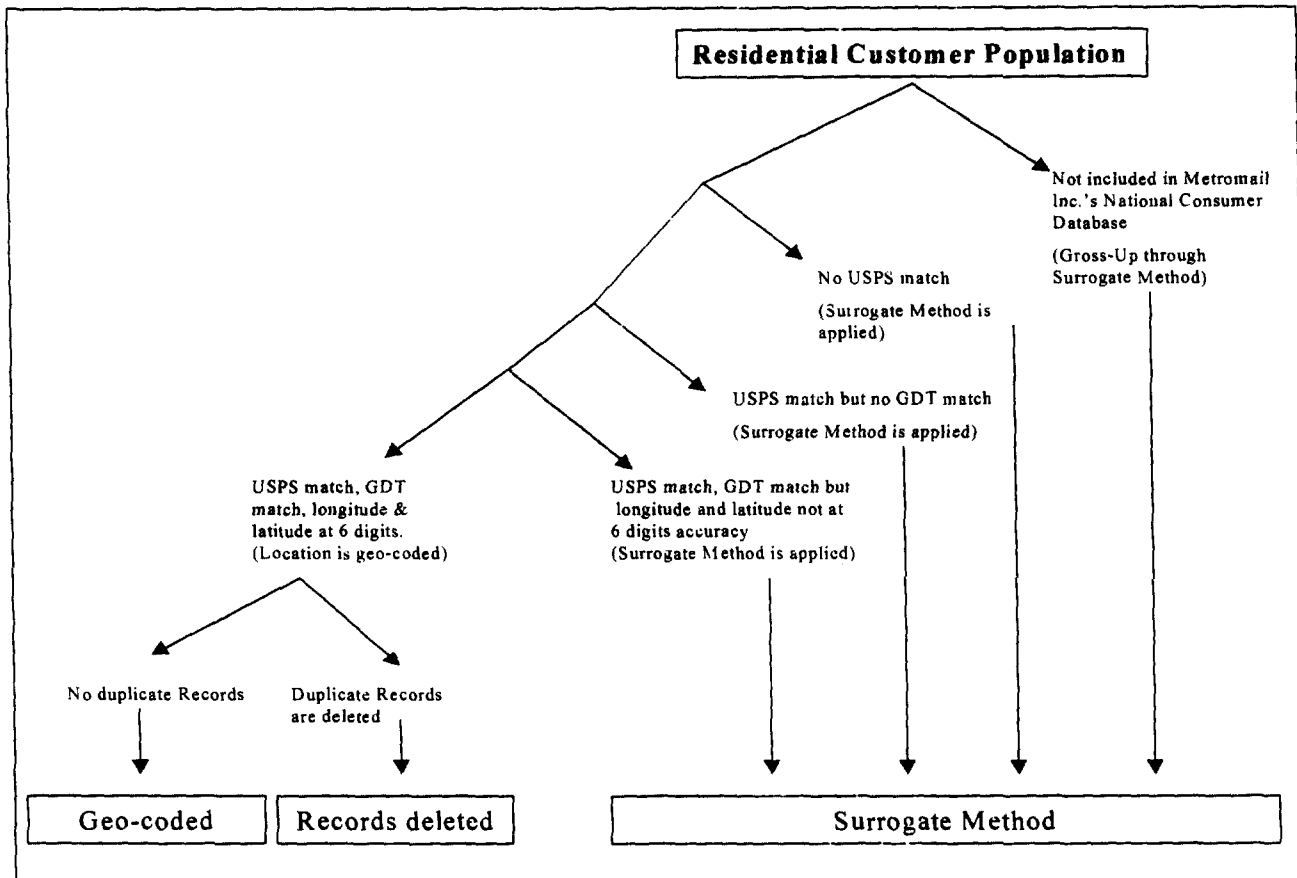 Residential Customer Population
Not included in Metromail
Inc.'s National Consumer
Database
(Gross-Up through
Surrogate Method)
No USPS match
(Surrogate Method is
applied)
USPS match but no GDT match
(Surrogate Method is applied)
USPS match, GDT
match, longitude &
latitude at 6 digits.
(Location is geo-coded)
USPS match, GDT match but
longitude and latitude not at
6 digits accuracy
(Surrogate Method is applied)
No duplicate Records
Duplicate Records
are deleted
Geo-coded
Records deleted
Surrogate Method